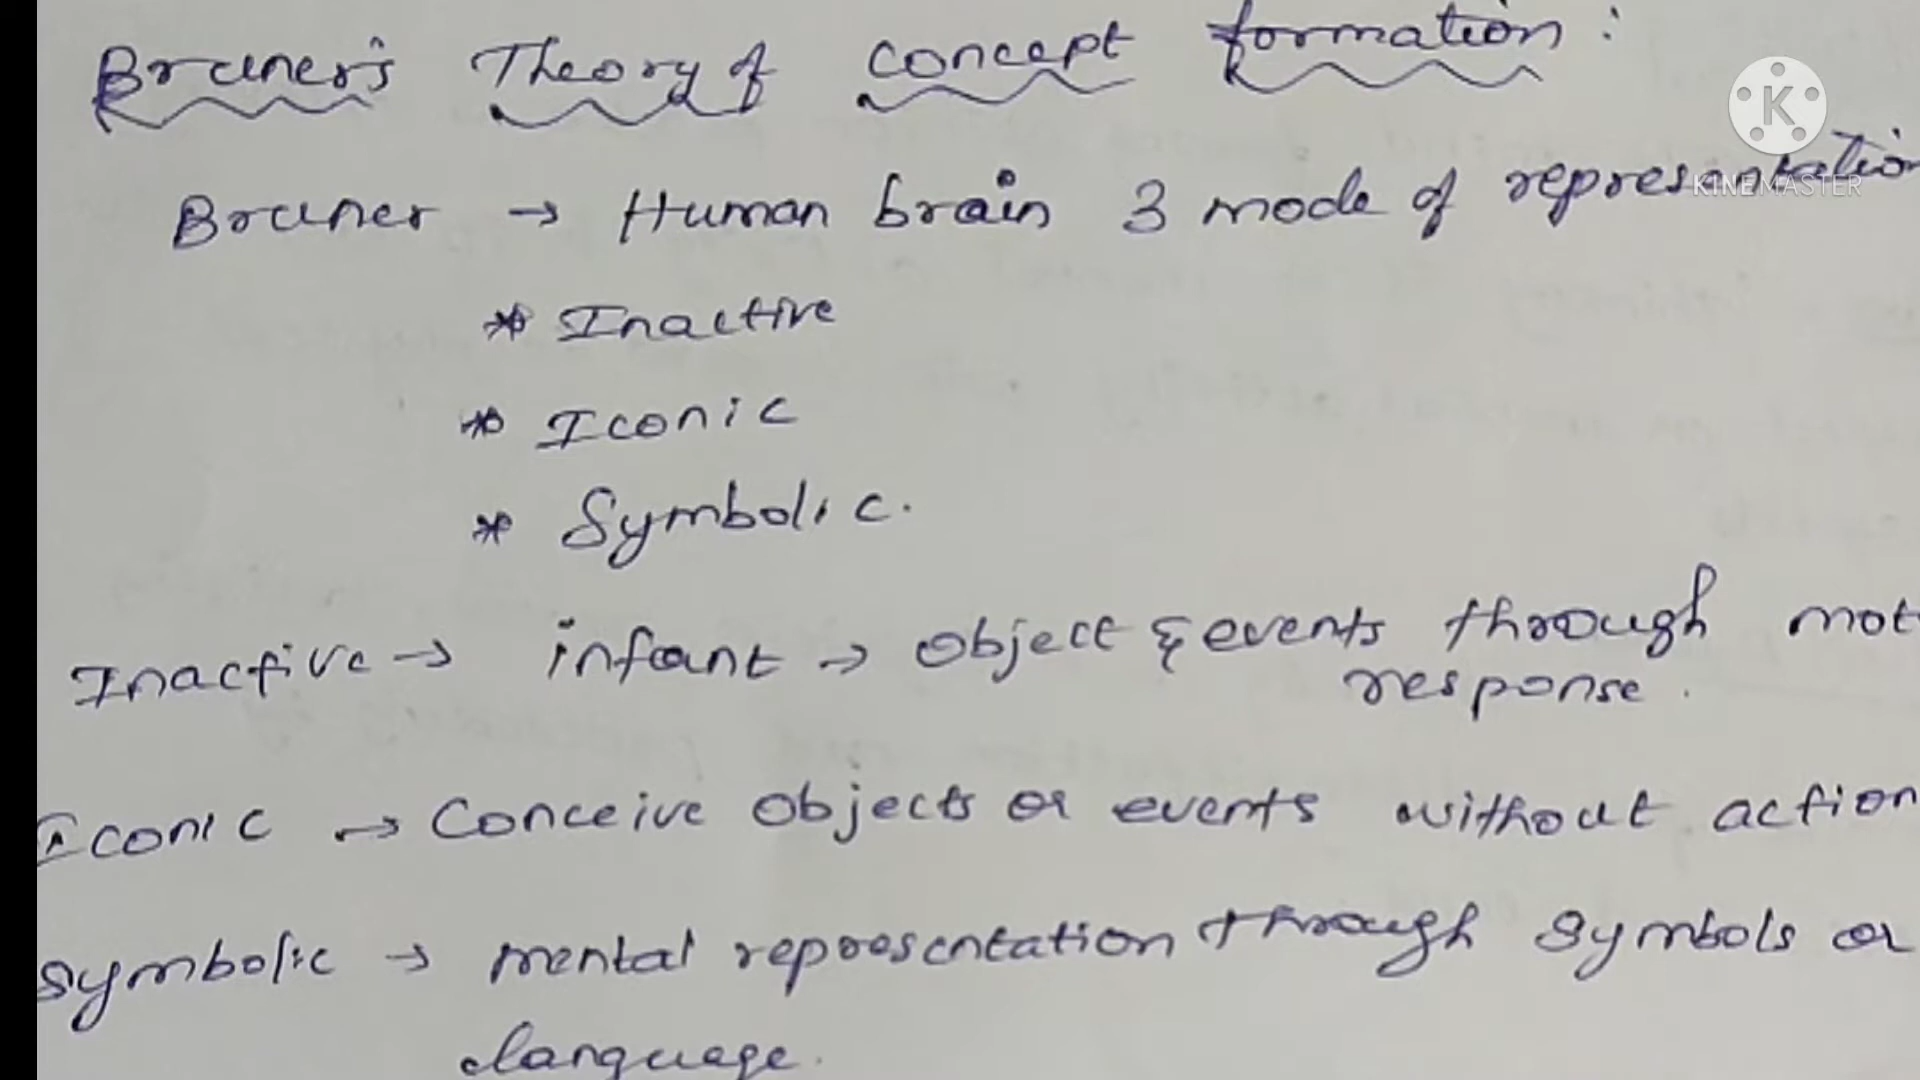 Bruner's Theory of concept formation :
K
KINEMASTER
Bruner → Human brain 3 mode of representation
* Inactive
* Iconic
* Symbolic.
Inactive → infant → object & events through mot
response.
Iconic → Conceive objects or events without action
Symbolic → mental representation through symbols or
language.